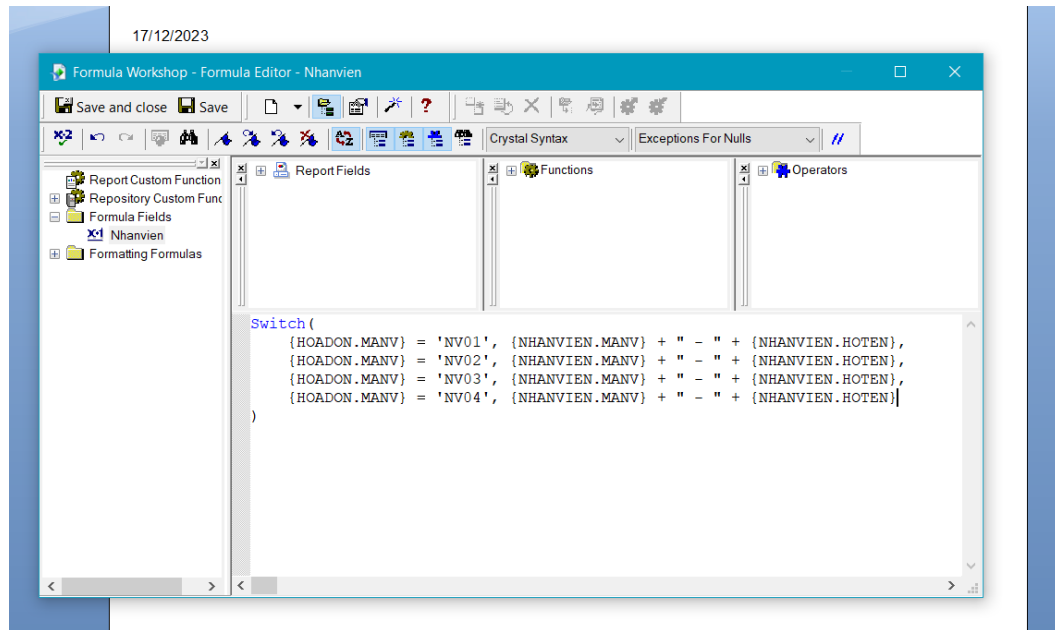 17/12/2023
Formula Workshop - Formula Editor - Nhanvien
Save and close Save
Crystal Syntax Exceptions For Nulls
Report Custom Function
Repository Custom Func
Formula Fields
Nhanvien
Formatting Formulas
Report Fields
Functions
Operators
Switch(
{HOADON.MANV} = 'NV01', {NHANVIEN.MANV} + " - " + {NHANVIEN.HOTEN},
{HOADON.MANV} = 'NV02', {NHANVIEN.MANV} + " - " + {NHANVIEN.HOTEN},
{HOADON.MANV} = 'NV03', {NHANVIEN.MANV} + " - " + {NHANVIEN.HOTEN},
{HOADON.MANV} = 'NV04', {NHANVIEN.MANV} + " - " + {NHANVIEN.HOTEN}
)